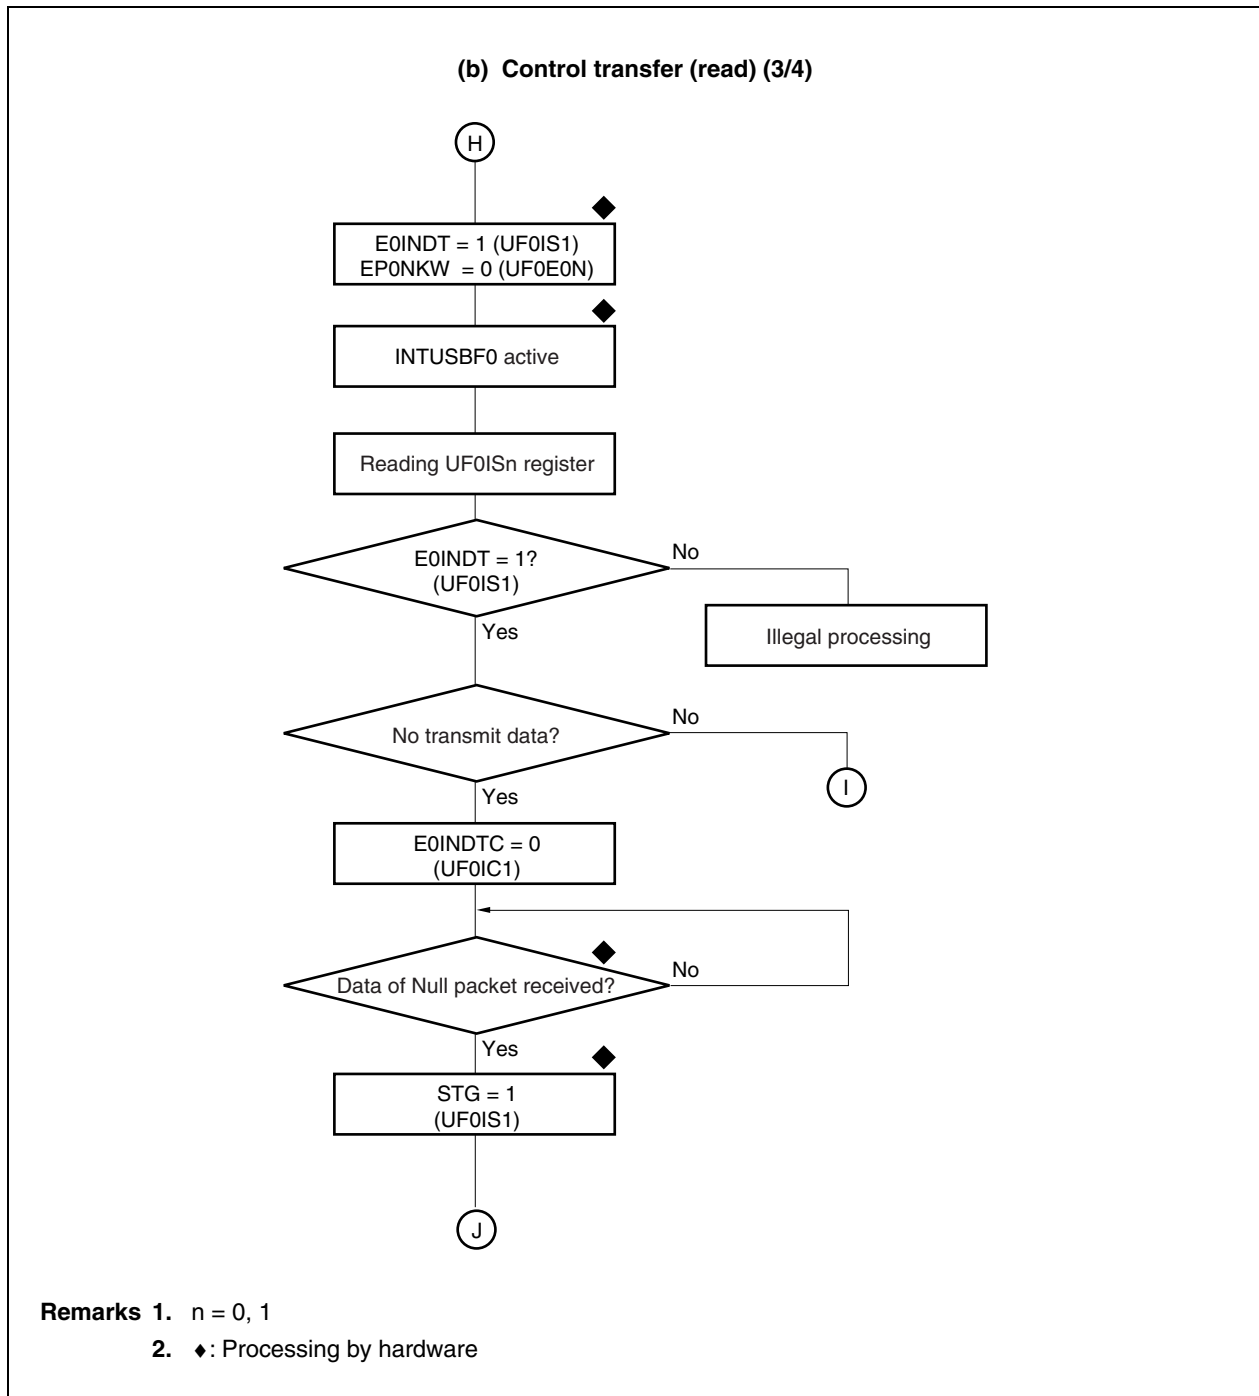 (b) Control transfer (read) (3/4)
H
E0INDT = 1 (UF0IS1)
EP0NKW = 0 (UF0E0N)
INTUSBF0 active
Reading UF0ISn register
E0INDT = 1?
(UF0IS1)
No
Illegal processing
Yes
No transmit data?
No
I
Yes
E0INDTC = 0
(UF0IC1)
Data of Null packet received?
No
Yes
STG = 1
(UF0IS1)
J
Remarks 1. n = 0, 1
2. ♦: Processing by hardware